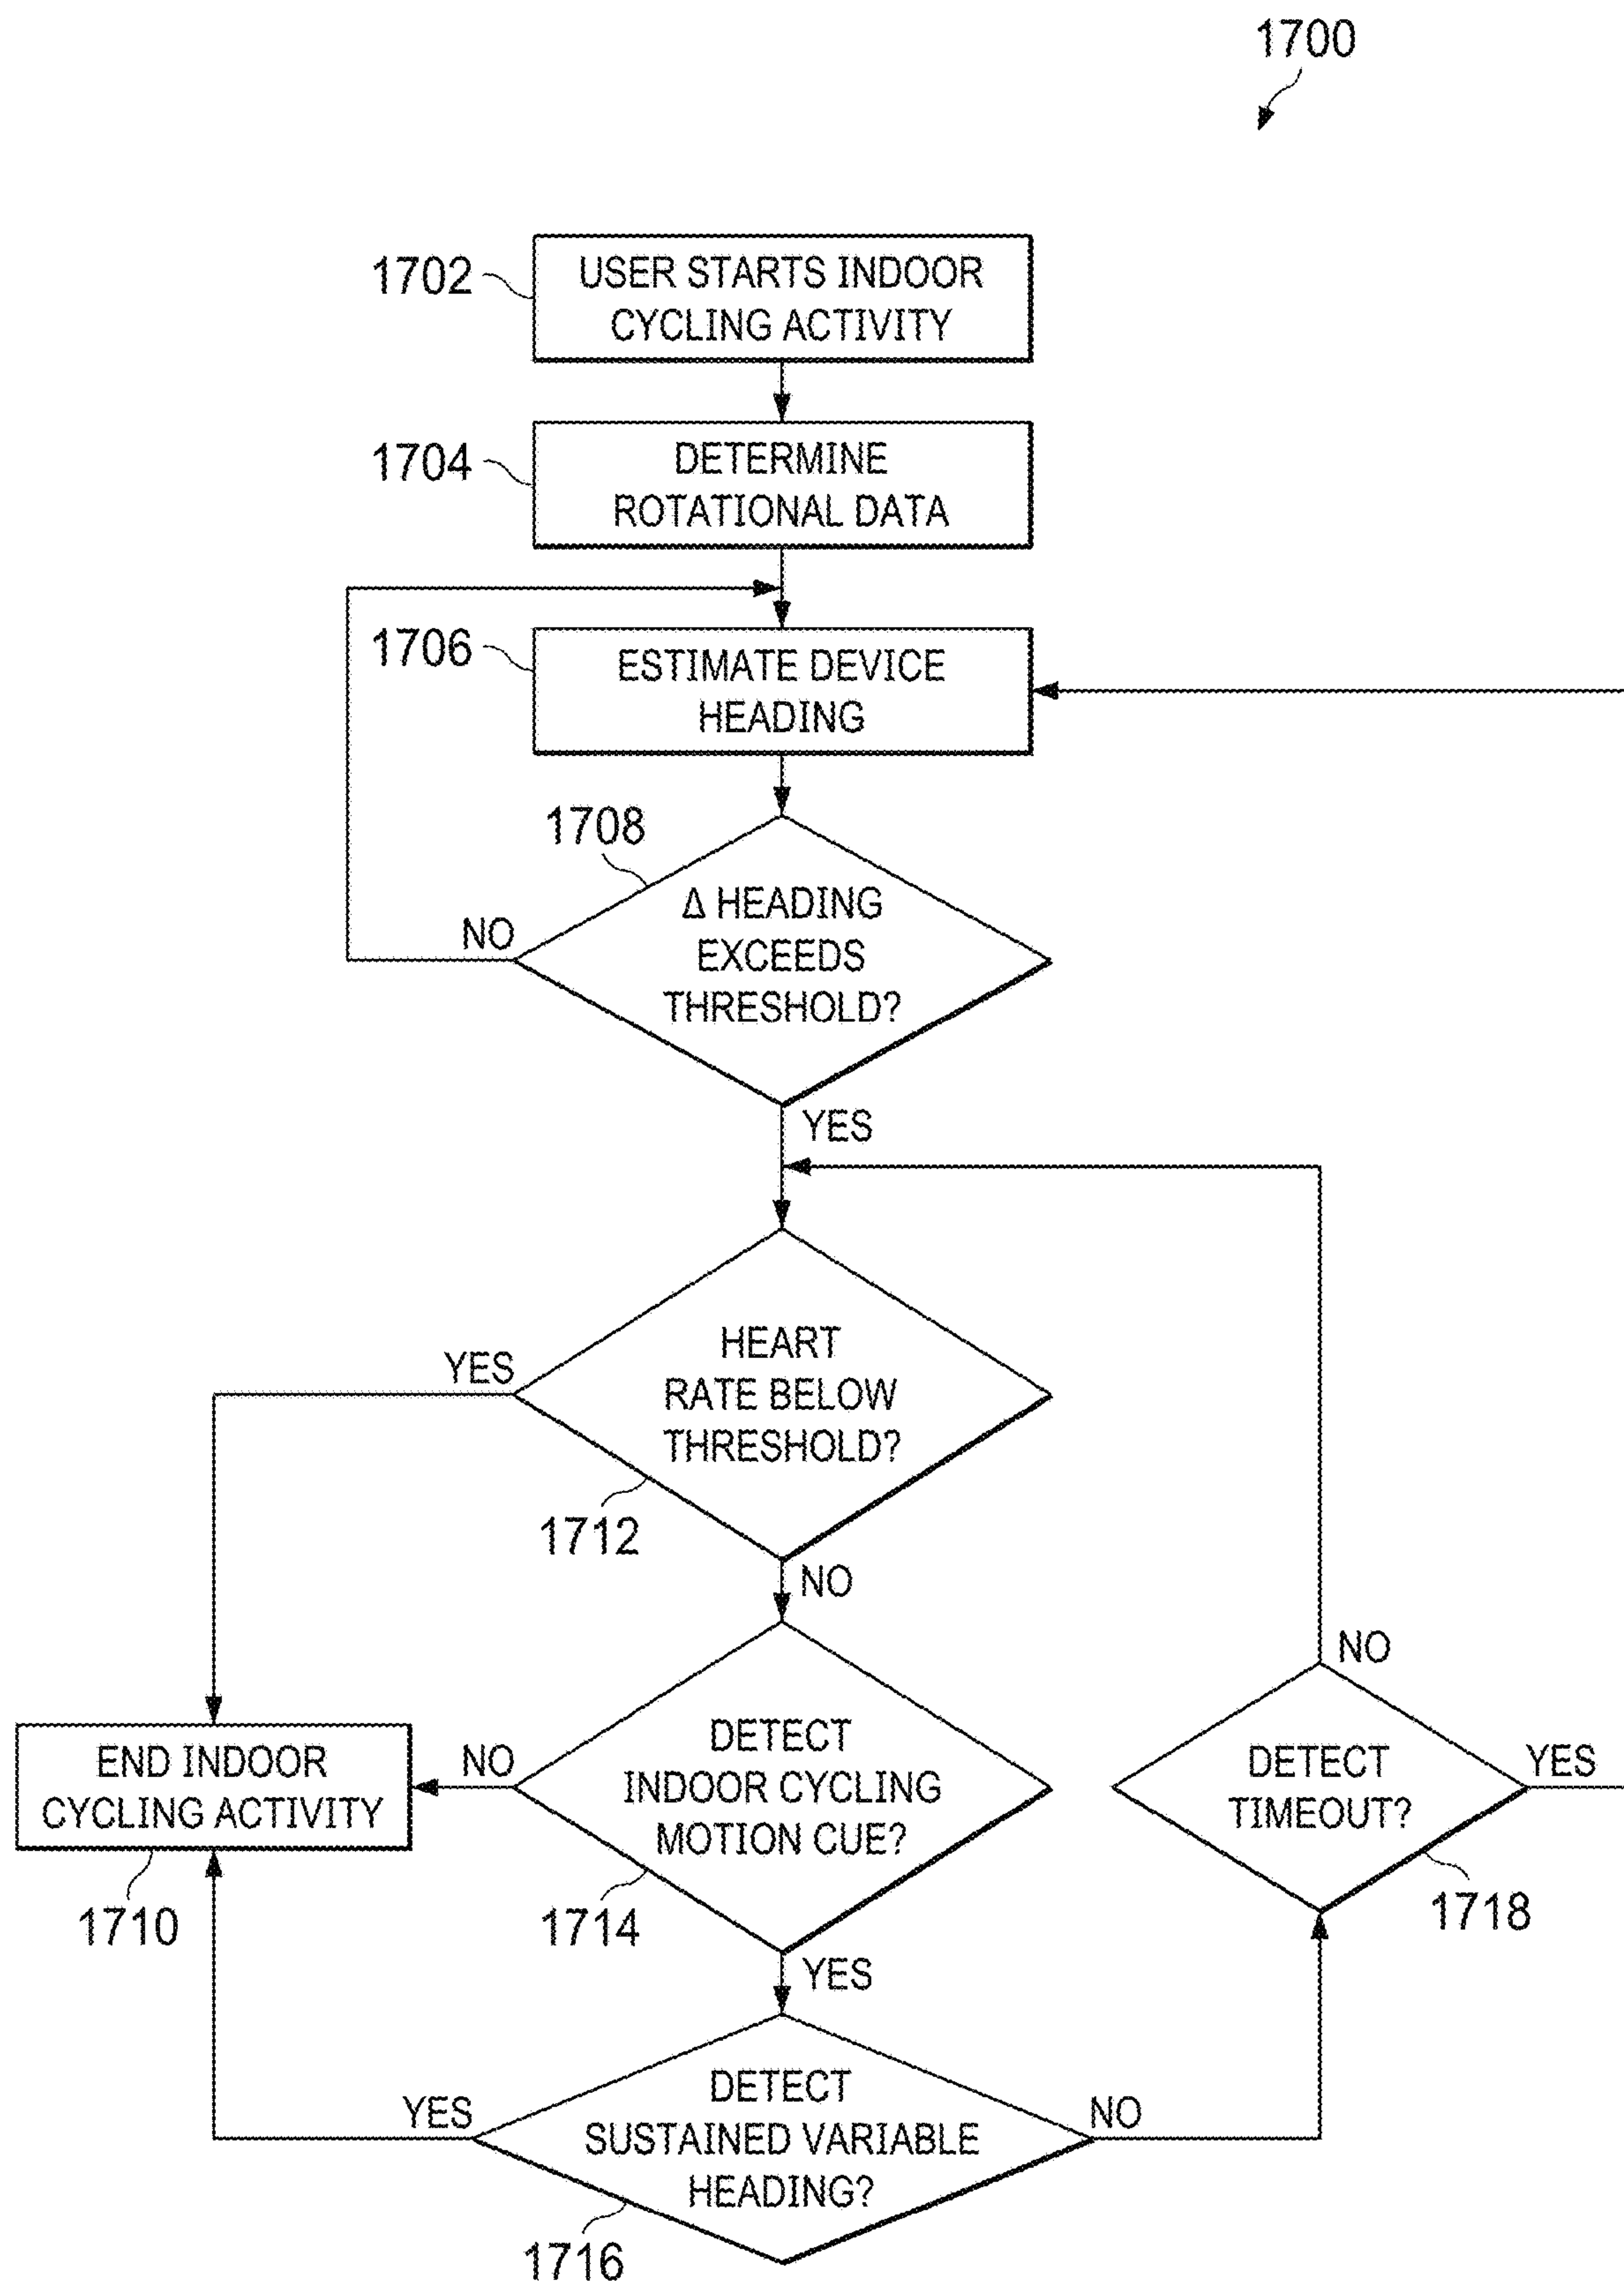 1700
1702
USER STARTS INDOOR
CYCLING ACTIVITY
1704
DETERMINE
ROTATIONAL DATA
1706
ESTIMATE DEVICE
HEADING
1708
Δ HEADING
EXCEEDS
THRESHOLD?
NO
YES
HEART
RATE BELOW
THRESHOLD?
YES
1712
NO
DETECT
INDOOR CYCLING
MOTION CUE?
NO
1714
YES
END INDOOR
CYCLING ACTIVITY
1710
NO
DETECT
TIMEOUT?
YES
1718
DETECT
SUSTAINED VARIABLE
HEADING?
YES
NO
1716